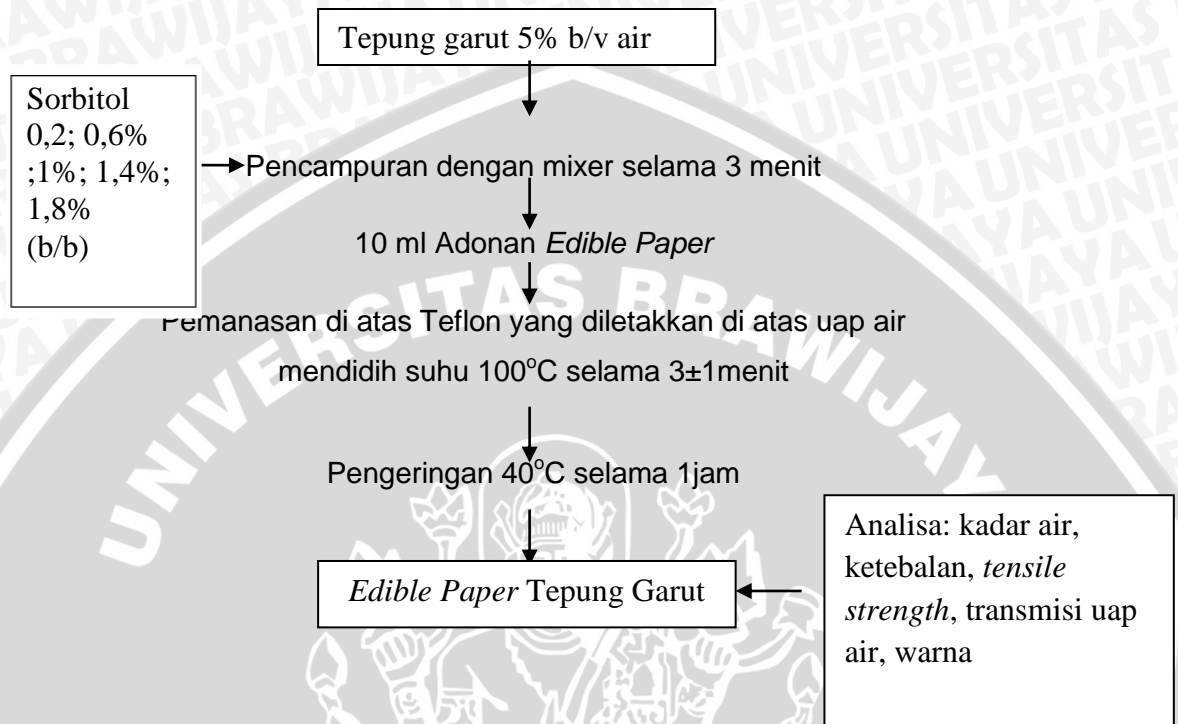 Tepung garut 5% b/v air
Sorbitol
0,2; 0,6%
;1%; 1,4%;
1,8%
(b/b)
Pencampuran dengan mixer selama 3 menit
10 ml Adonan Edible Paper
Pemanasan di atas Teflon yang diletakkan di atas uap air
mendidih suhu 100°C selama 3±1menit
Pengeringan 40°C selama 1jam
Edible Paper Tepung Garut
Analisa: kadar air,
ketebalan, tensile
strength, transmisi uap
air, warna
UNIVERSITAS BRAWIJAYA